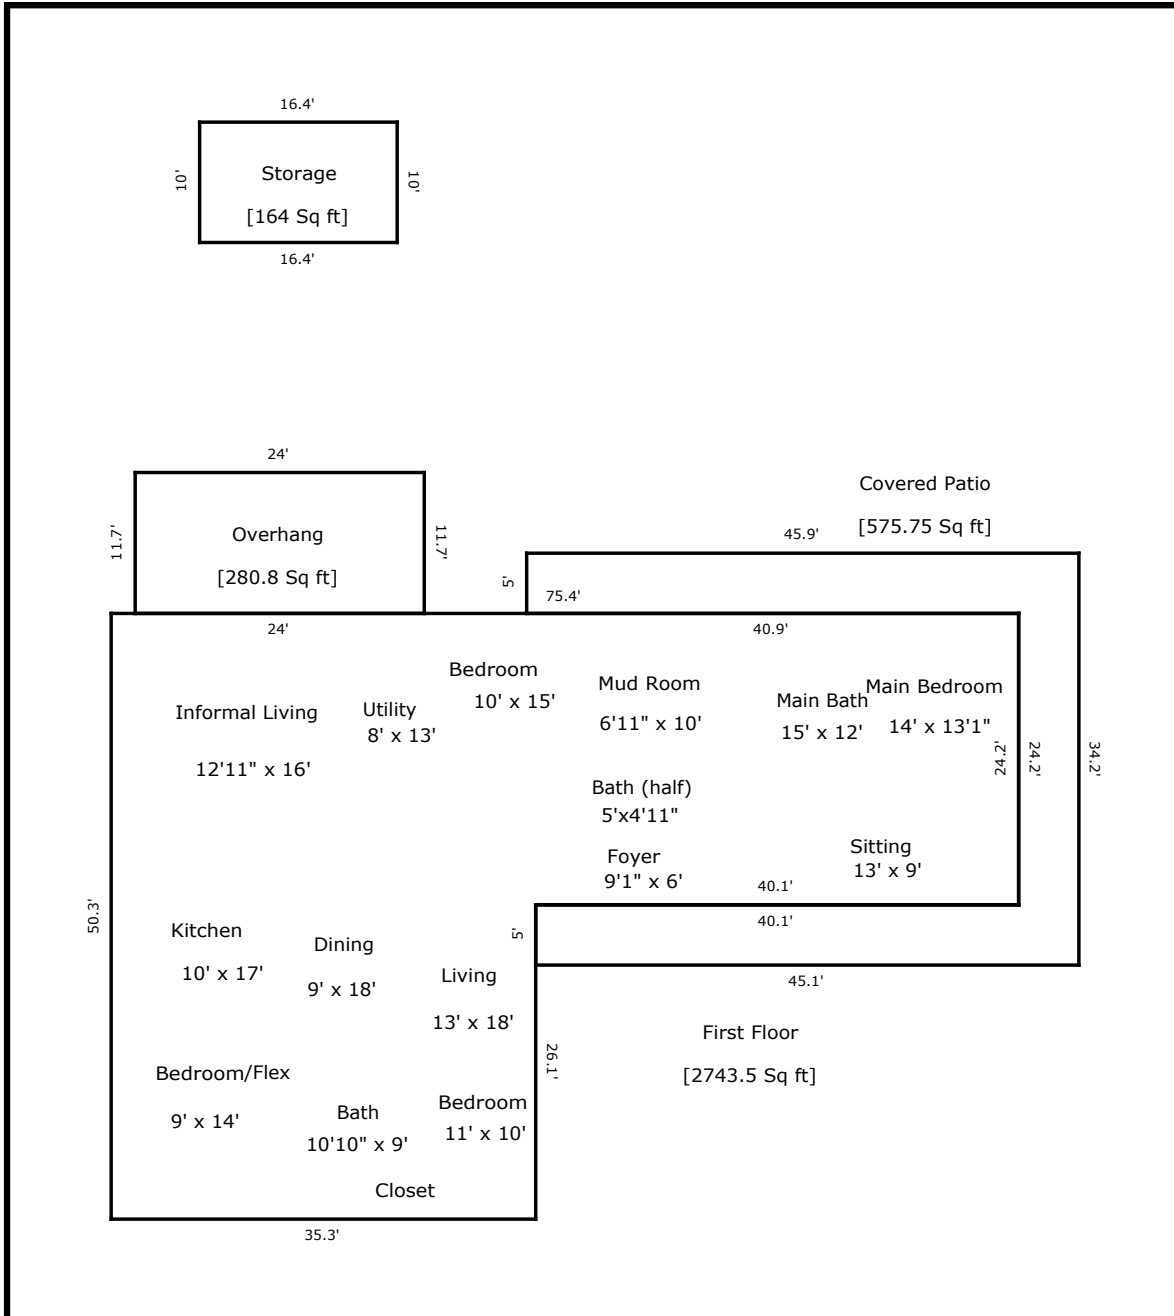 16.4'
10'
Storage
10'
[164 Sq ft]
16.4'
24'
11.7'
Overhang
11.7'
[280.8 Sq ft]
24'
Covered Patio
[575.75 Sq ft]
45.9'
5'
75.4'
40.9'
Informal Living
12'11" x 16'
Utility
8' x 13'
Bedroom
10' x 15'
Mud Room
6'11" x 10'
Main Bath
15' x 12'
Main Bedroom
14' x 13'1"
24.2'
24.2'
34.2'
Bath (half)
5'x4'11"
Foyer
9'1" x 6'
Sitting
13' x 9'
40.1'
40.1'
50.3'
Kitchen
10' x 17'
Dining
9' x 18'
Living
13' x 18'
5'
45.1'
First Floor
[2743.5 Sq ft]
26.1'
Bedroom/Flex
9' x 14'
Bath
10'10" x 9'
Bedroom
11' x 10'
Closet
35.3'